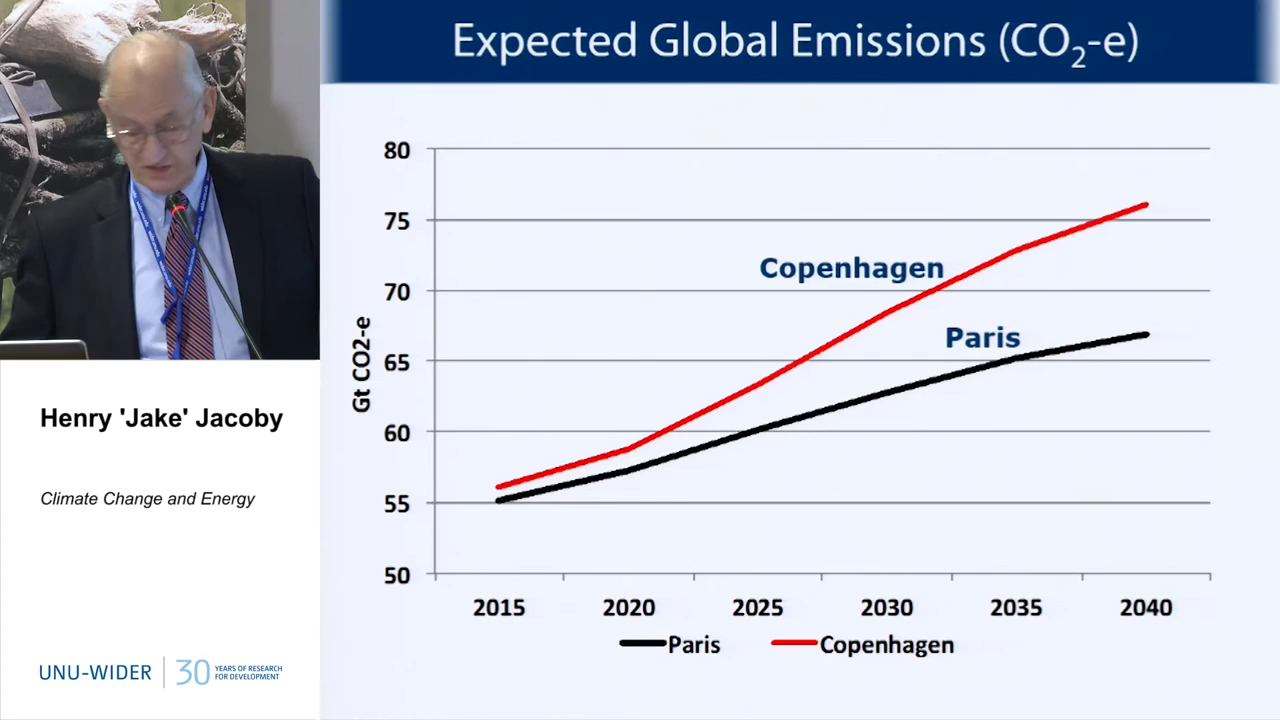 Expected Global Emissions (CO2-e)
80
75
70
65
60
55
50
Gt CO2-e
Copenhagen
Paris
2015 2020 2025 2030 2035 2040
Paris Copenhagen
Henry 'Jake' Jacoby
Climate Change and Energy
UNU-WIDER 30 YEARS OF RESEARCH
FOR DEVELOPMENT